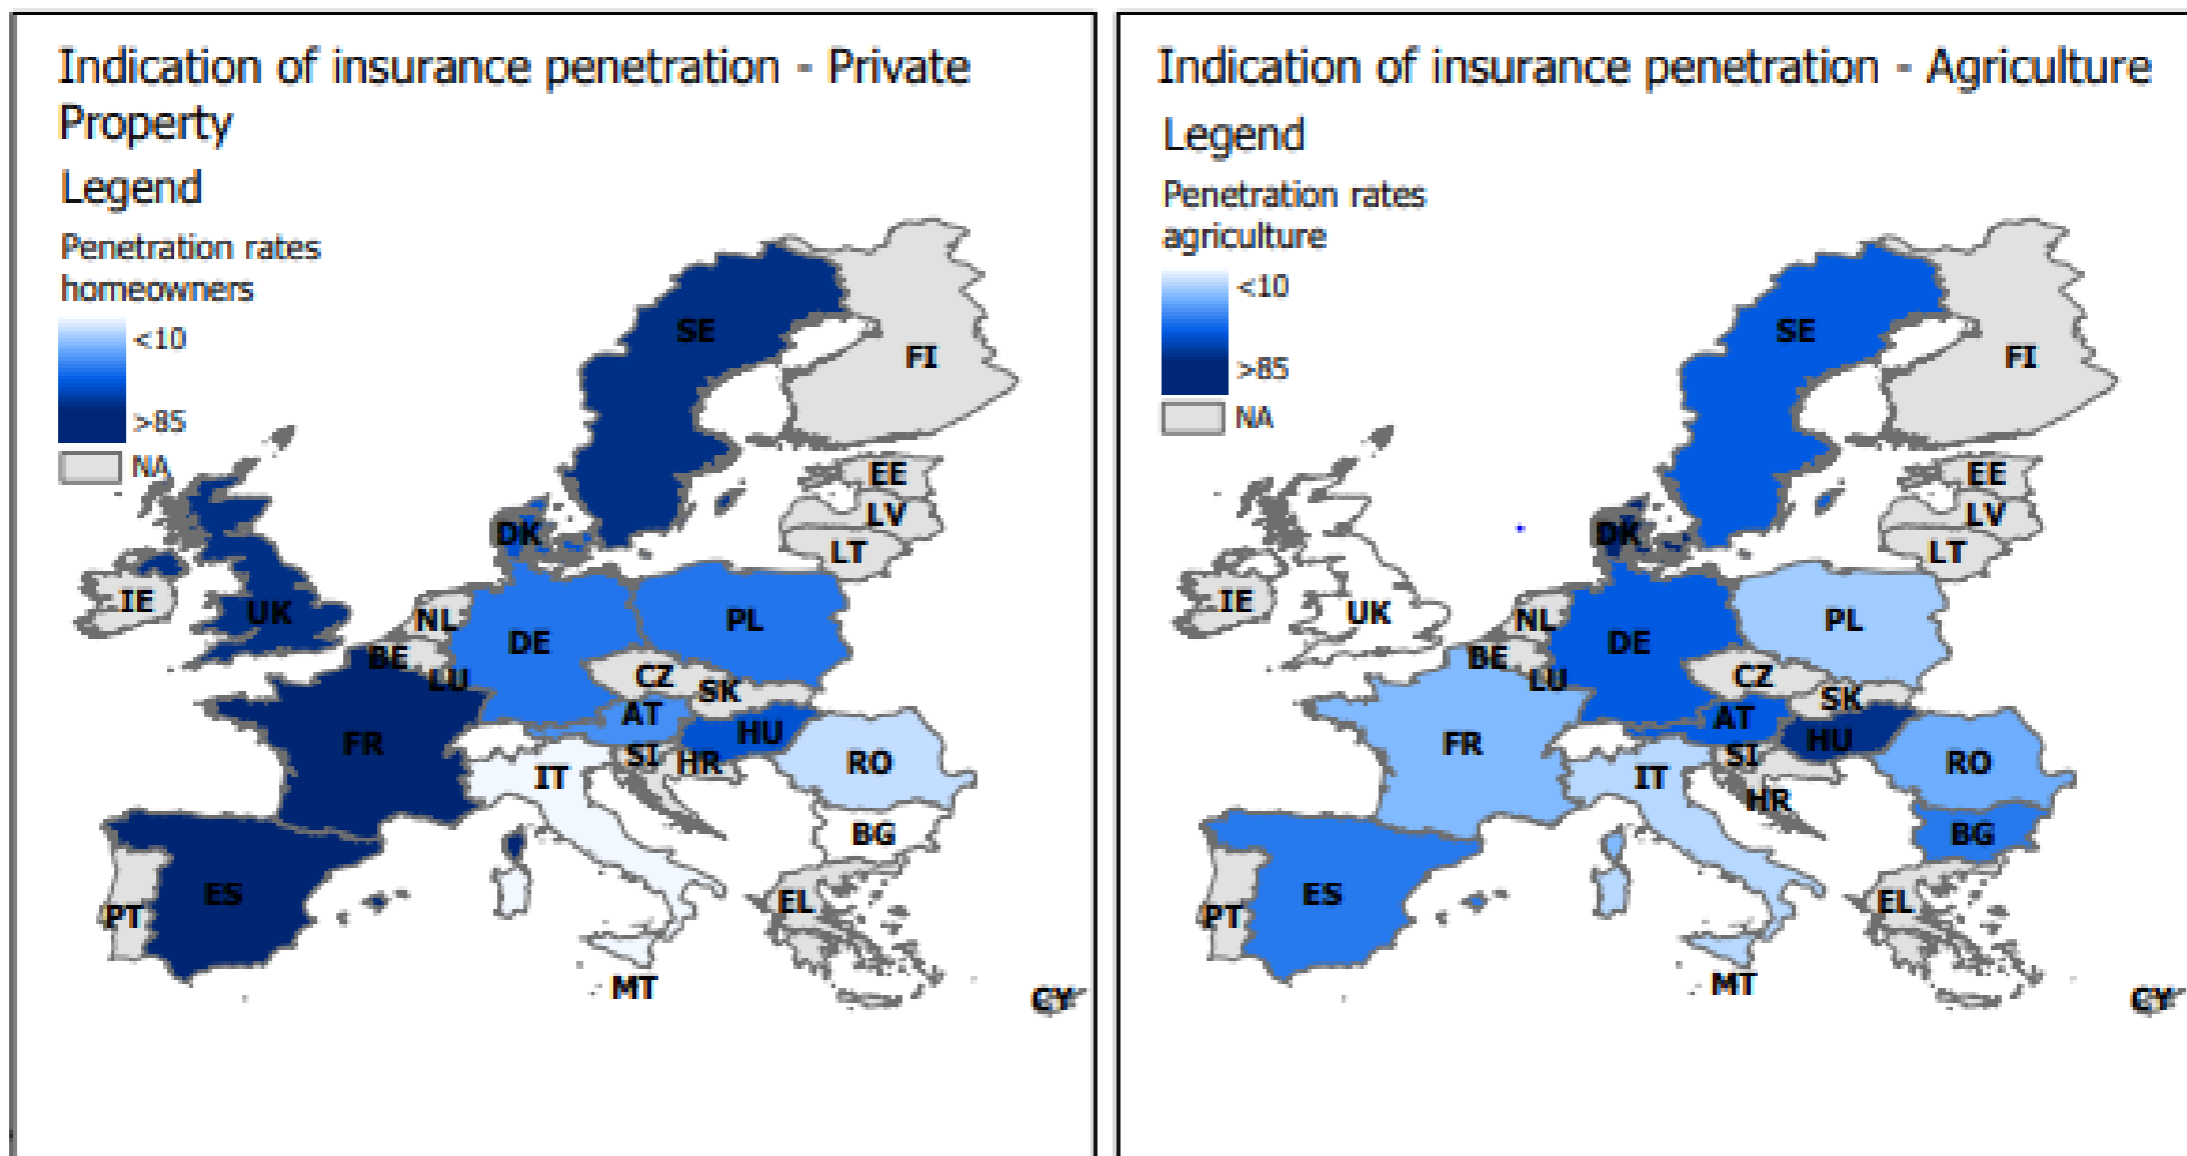 Indication of insurance penetration - Private
Property
Legend
Penetration rates
homeowners
<10
>85
NA
SE
FI
EE
LV
LT
DK
IE
UK
NL
BE
LU
DE
PL
CZ
SK
AT
HU
SI
HR
FR
IT
RO
BG
ES
PT
EL
MT
CY
Indication of insurance penetration - Agriculture
Legend
Penetration rates
agriculture
<10
>85
NA
SE
FI
EE
LV
LT
DK
IE
UK
NL
BE
LU
DE
PL
CZ
SK
AT
HU
SI
HR
FR
IT
RO
BG
ES
PT
EL
MT
CY